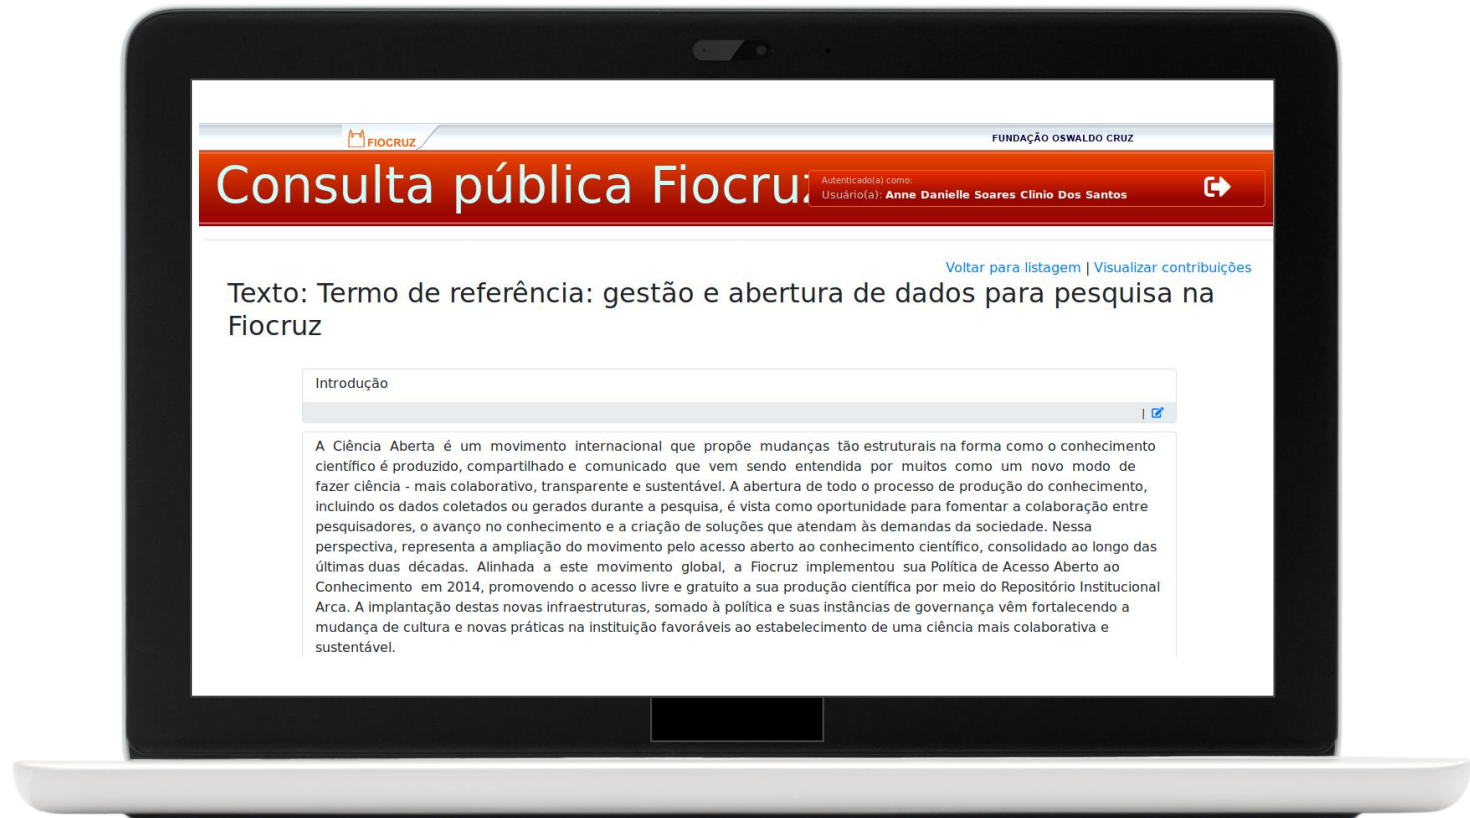 FIOCRUZ
FUNDAÇÃO OSWALDO CRUZ
Consulta pública
Autenticado(a) como:
Usuário(a): Anne Danielle Soares Clinio Dos Santos
Voltar para listagem | Visualizar contribuições
Texto: Termo de referência: gestão e abertura de dados para pesquisa na
Fiocruz
Introdução
|
A Ciência Aberta é um movimento internacional que propõe mudanças tão estruturais na forma como o conhecimento
científico é produzido, compartilhado e comunicado que vem sendo entendida por muitos como um novo modo de
fazer ciência - mais colaborativo, transparente e sustentável. A abertura de todo o processo de produção do conhecimento,
incluindo os dados coletados ou gerados durante a pesquisa, é vista como oportunidade para fomentar a colaboração entre
pesquisadores, o avanço no conhecimento e a criação de soluções que atendam às demandas da sociedade. Nessa
perspectiva, representa a ampliação do movimento pelo acesso aberto ao conhecimento científico, consolidado ao longo das
últimas duas décadas. Alinhada a este movimento global, a Fiocruz implementou sua Política de Acesso Aberto ao
Conhecimento em 2014, promovendo o acesso livre e gratuito a sua produção científica por meio do Repositório Institucional
Arca. A implantação destas novas infraestruturas, somado à política e suas instâncias de governança vêm fortalecendo a
mudança de cultura e novas práticas na instituição favoráveis ao estabelecimento de uma ciência mais colaborativa e
sustentável.